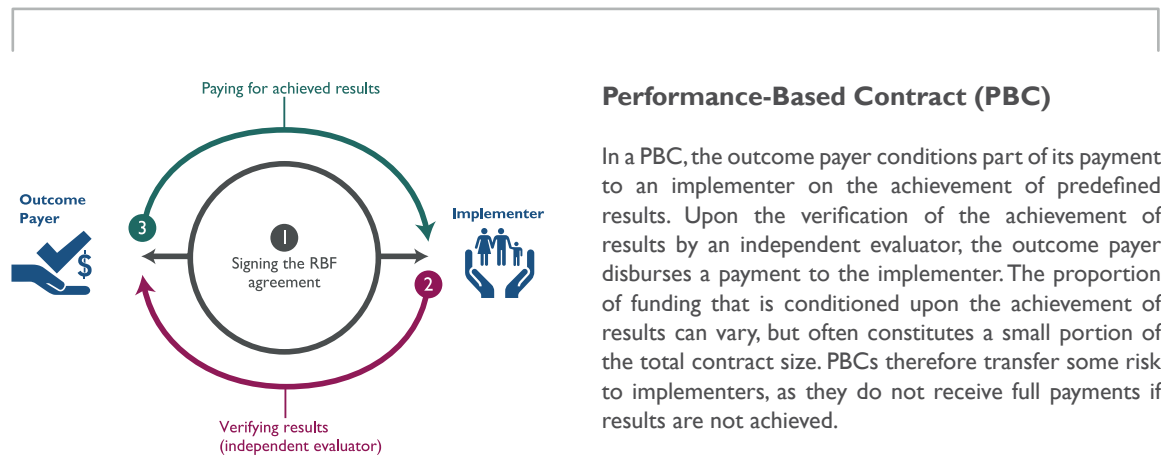 Paying for achieved results
Outcome
Payer
$
3
1
Signing the RBF
agreement
Implementer
2
Verifying results
(independent evaluator)
Performance-Based Contract (PBC)
In a PBC, the outcome payer conditions part of its payment
to an implementer on the achievement of predefined
results. Upon the verification of the achievement of
results by an independent evaluator, the outcome payer
disburses a payment to the implementer. The proportion
of funding that is conditioned upon the achievement of
results can vary, but often constitutes a small portion of
the total contract size. PBCs therefore transfer some risk
to implementers, as they do not receive full payments if
results are not achieved.